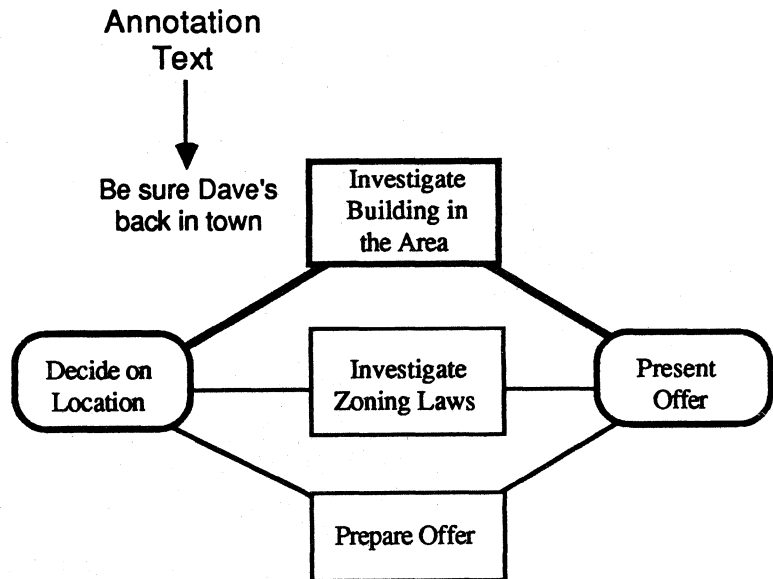 Annotation
Text
Be sure Dave's
back in town
Investigate
Building in
the Area
Decide on
Location
Investigate
Zoning Laws
Present
Offer
Prepare Offer